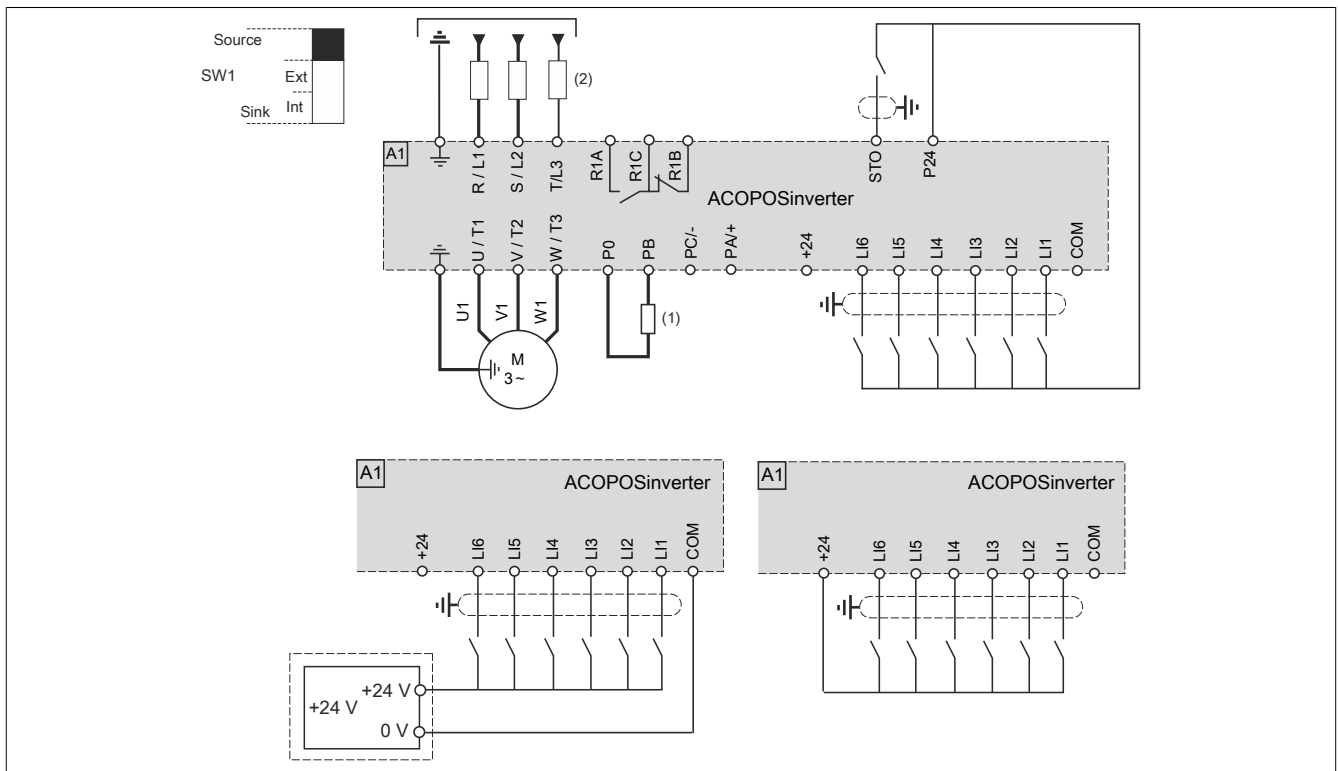 Source
SW1
Ext
Sink
Int
(2)
A1
R / L1
S / L2
T/L3
R1A
R1C
R1B
STO
P24
ACOPOSinverter
U / T1
V / T2
W / T3
P0
PB
PC/-
PA/+
+24
LI6
LI5
LI4
LI3
LI2
LI1
COM
U1
V1
W1
(1)
M
3 ~
A1
ACOPOSinverter
+24
LI6
LI5
LI4
LI3
LI2
LI1
COM
+24 V
+24 V
0 V
A1
ACOPOSinverter
+24
LI6
LI5
LI4
LI3
LI2
LI1
COM